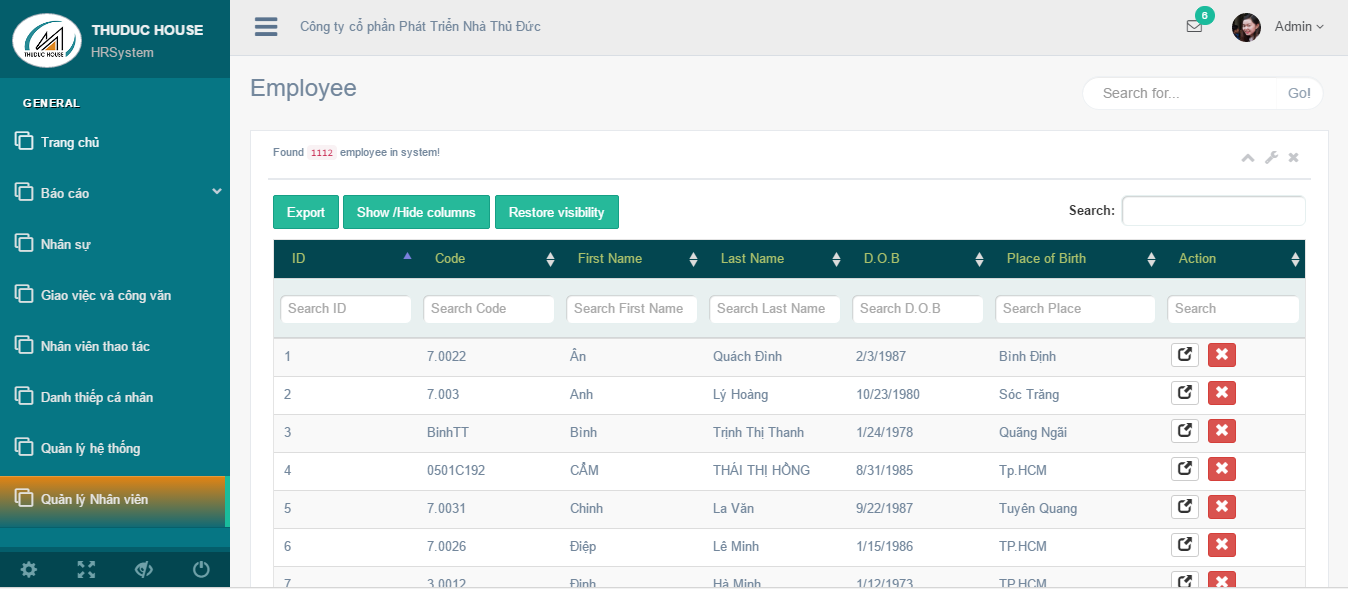 THUDUC HOUSE
THUDUC HOUSE
HRSystem
GENERAL
Trang chủ
Báo cáo
Nhân sự
Giao việc và công văn
Nhân viên thao tác
Danh thiếp cá nhân
Quản lý hệ thống
Quản lý Nhân viên
Công ty cổ phần Phát Triển Nhà Thủ Đức
6
Admin
Employee
Search for...
Go!
Found 1112 employee in system!
Export Show /Hide columns Restore visibility
Search:
ID Code First Name Last Name D.O.B Place of Birth Action
Search ID Search Code Search First Name Search Last Name Search D.O.B Search Place Search
1 7.0022 Ân Quách Đình 2/3/1987 Bình Định
2 7.003 Anh Lý Hoàng 10/23/1980 Sóc Trăng
3 BinhTT Bình Trịnh Thị Thanh 1/24/1978 Quãng Ngãi
4 0501C192 CẨM THÁI THỊ HỒNG 8/31/1985 Tp.HCM
5 7.0031 Chinh La Văn 9/22/1987 Tuyên Quang
6 7.0026 Điệp Lê Minh 1/15/1986 TP.HCM
7 3.0012 Định Hà Minh 1/12/1973 TP.HCM